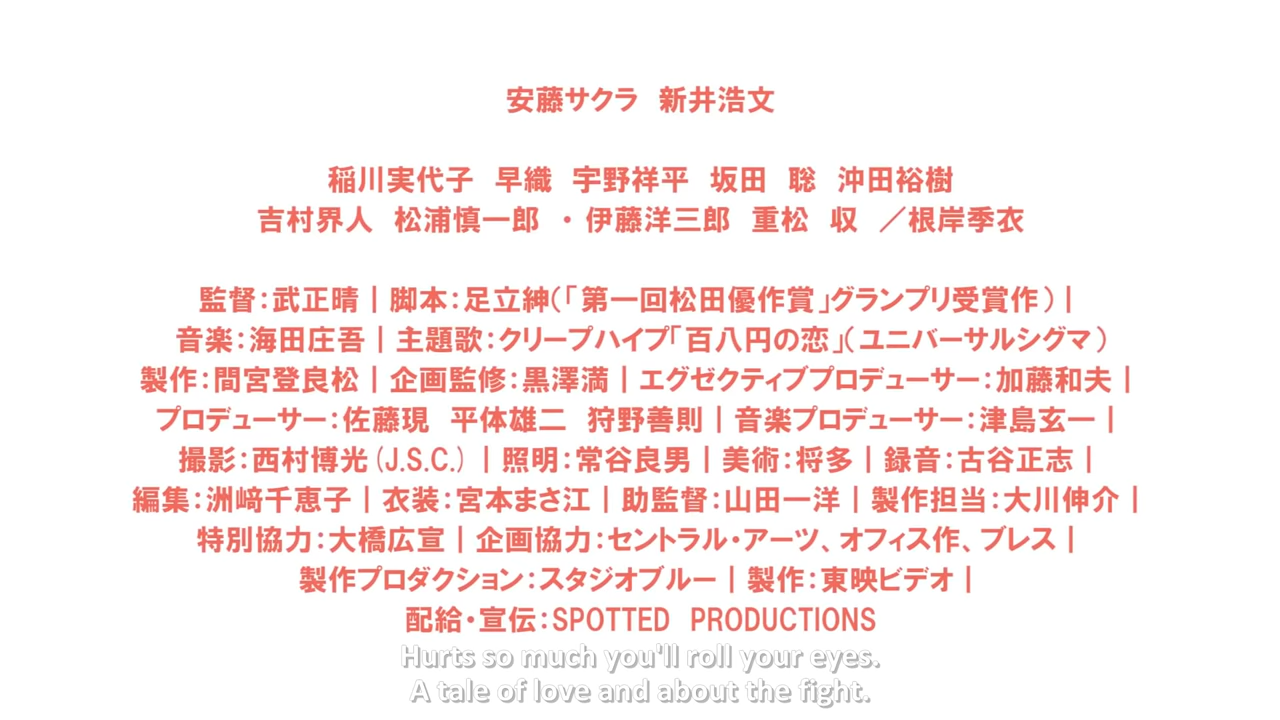 安藤サクラ 新井浩文
稲川実代子 早織 宇野祥平 坂田 聡 沖田裕樹
吉村界人 松浦慎一郎 ・ 伊藤洋三郎 重松 収 ／根岸季衣
監督：武正晴｜脚本：足立紳（「第一回松田優作賞」グランプリ受賞作）｜
音楽：海田庄吾｜主題歌：クリープハイプ「百八円の恋」（ユニバーサルシグマ）
製作：間宮登良松｜企画監修：黒澤満｜エグゼクティブプロデューサー：加藤和夫｜
プロデューサー：佐藤現 平体雄二 狩野善則｜音楽プロデューサー：津島玄一｜
撮影：西村博光（J.S.C.）｜照明：常谷良男｜美術：将多｜録音：古谷正志｜
編集：洲﨑千恵子｜衣装：宮本まさ江｜助監督：山田一洋｜製作担当：大川伸介｜
特別協力：大橋広宣｜企画協力：セントラル・アーツ、オフィス作、ブレス｜
製作プロダクション：スタジオブルー｜製作：東映ビデオ｜
配給・宣伝：SPOTTED PRODUCTIONS
Hurts so much you'll roll your eyes.
A tale of love and about the fight.